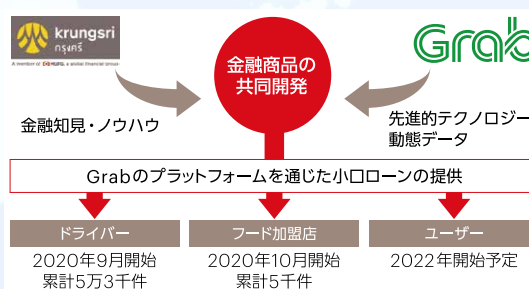 krungsri
กรุงศรี
A member of MUFG, a global financial group
Grab
金融商品の
共同開発
金融知見・ノウハウ
先進的テクノロジー
動態データ
Grabのプラットフォームを通じた小口ローンの提供
ドライバー
フード加盟店
ユーザー
2020年9月開始
累計5万3千件
2020年10月開始
累計5千件
2022年開始予定